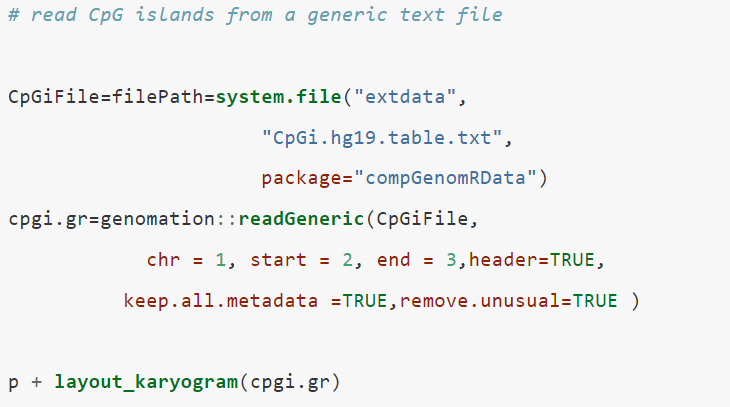 # read CpG islands from a generic text file
CpGiFile=filePath=system.file("extdata",
"CpGi.hg19.table.txt",
package="compGenomRData")
cpgi.gr=genomation::readGeneric(CpGiFile,
chr = 1, start = 2, end = 3,header=TRUE,
keep.all.metadata =TRUE,remove.unusual=TRUE )
p + layout_karyogram(cpgi.gr)